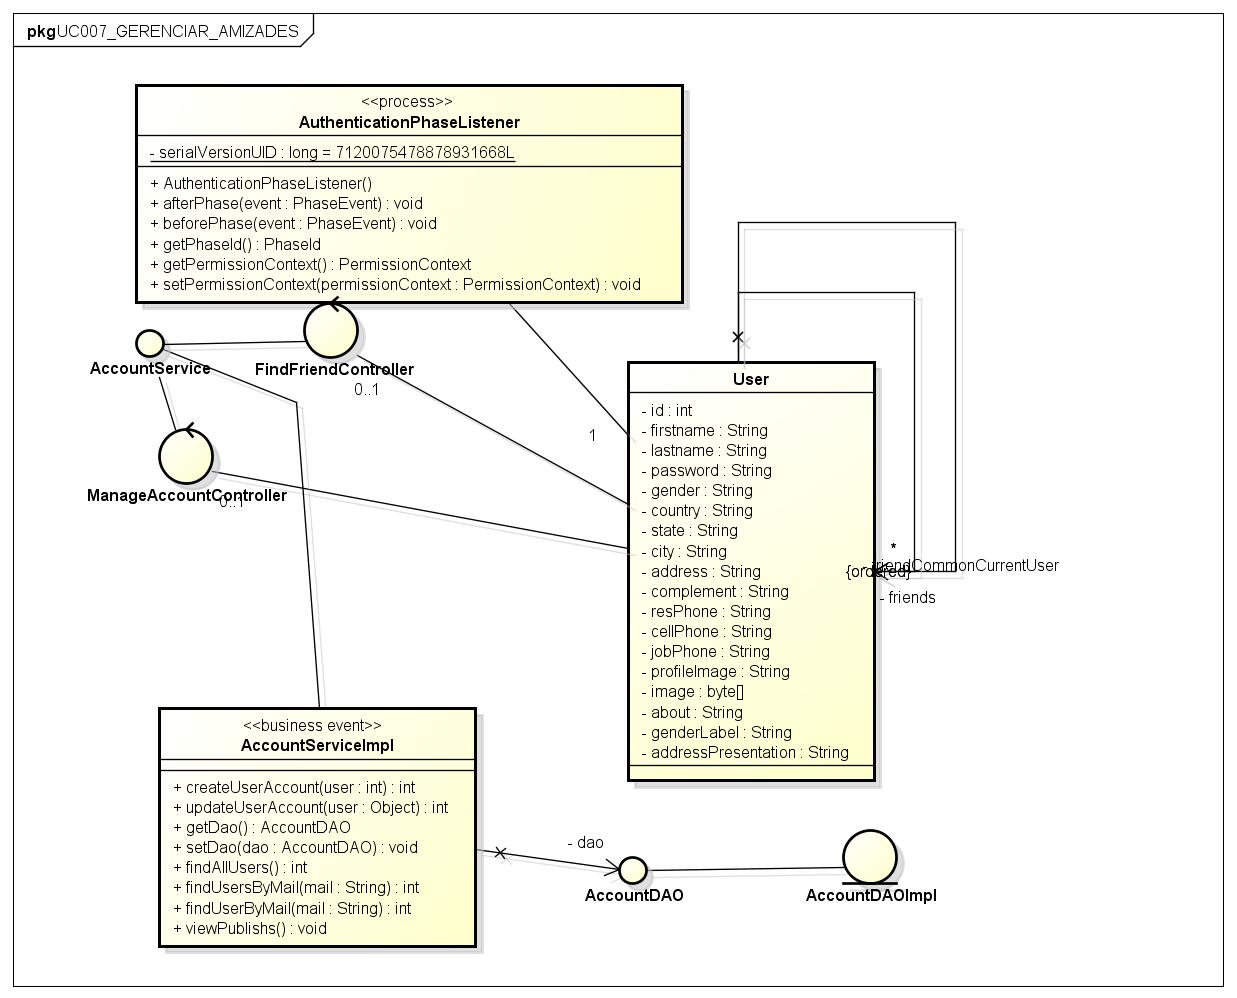 pkg UC007_GERENCIAR_AMIZADES
<<process>>
AuthenticationPhaseListener
- serialVersionUID : long = 7120075478878931668L
+ AuthenticationPhaseListener()
+ afterPhase(event : PhaseEvent) : void
+ beforePhase(event : PhaseEvent) : void
+ getPhaseId() : PhaseId
+ getPermissionContext() : PermissionContext
+ setPermissionContext(permissionContext : PermissionContext) : void
AccountService
FindFriendController
0..1
1
ManageAccountController
0..1
User
- id : int
- firstname : String
- lastname : String
- password : String
- gender : String
- country : String
- state : String
- city : String
- address : String
- complement : String
- resPhone : String
- cellPhone : String
- jobPhone : String
- profileImage : String
- image : byte[]
- about : String
- genderLabel : String
- addressPresentation : String
*
- friendCommonCurrentUser
{ordered}
- friends
<<business event>>
AccountServiceImpl
+ createUserAccount(user : int) : int
+ updateUserAccount(user : Object) : int
+ getDao() : AccountDAO
+ setDao(dao : AccountDAO) : void
+ findAllUsers() : int
+ findUsersByMail(mail : String) : int
+ findUserByMail(mail : String) : int
+ viewPublishs() : void
- dao
AccountDAO
AccountDAOImpl